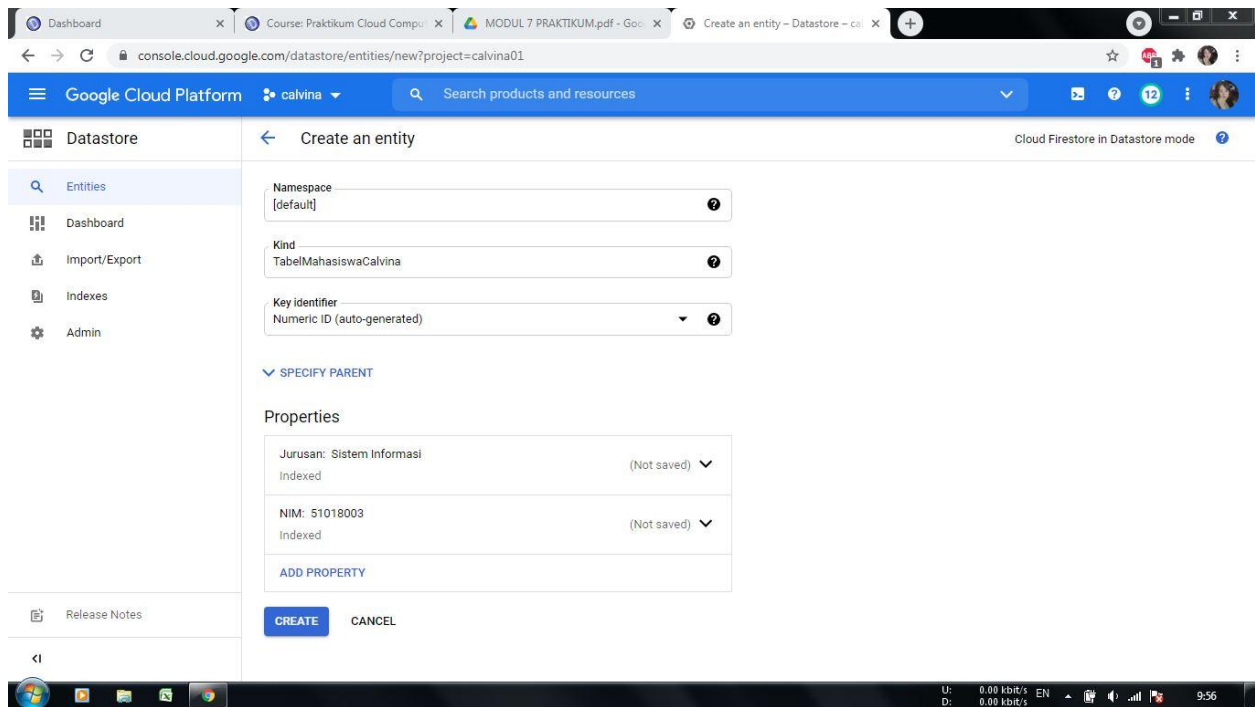 Dashboard
Course: Praktikum Cloud Compu
MODUL 7 PRAKTIKUM.pdf - Goo
Create an entity – Datastore – cal
console.cloud.google.com/datastore/entities/new?project=calvina01
ABP
1
Google Cloud Platform
calvina
Search products and resources
12
Datastore
Create an entity
Cloud Firestore in Datastore mode
Entities
Dashboard
Import/Export
Indexes
Admin
Namespace
[default]
Kind
TabelMahasiswaCalvina
Key identifier
Numeric ID (auto-generated)
SPECIFY PARENT
Properties
Jurusan: Sistem Informasi
(Not saved)
Indexed
NIM: 51018003
(Not saved)
Indexed
ADD PROPERTY
Release Notes
CREATE
CANCEL
U: 0.00 kbit/s
D: 0.00 kbit/s
EN
9:56